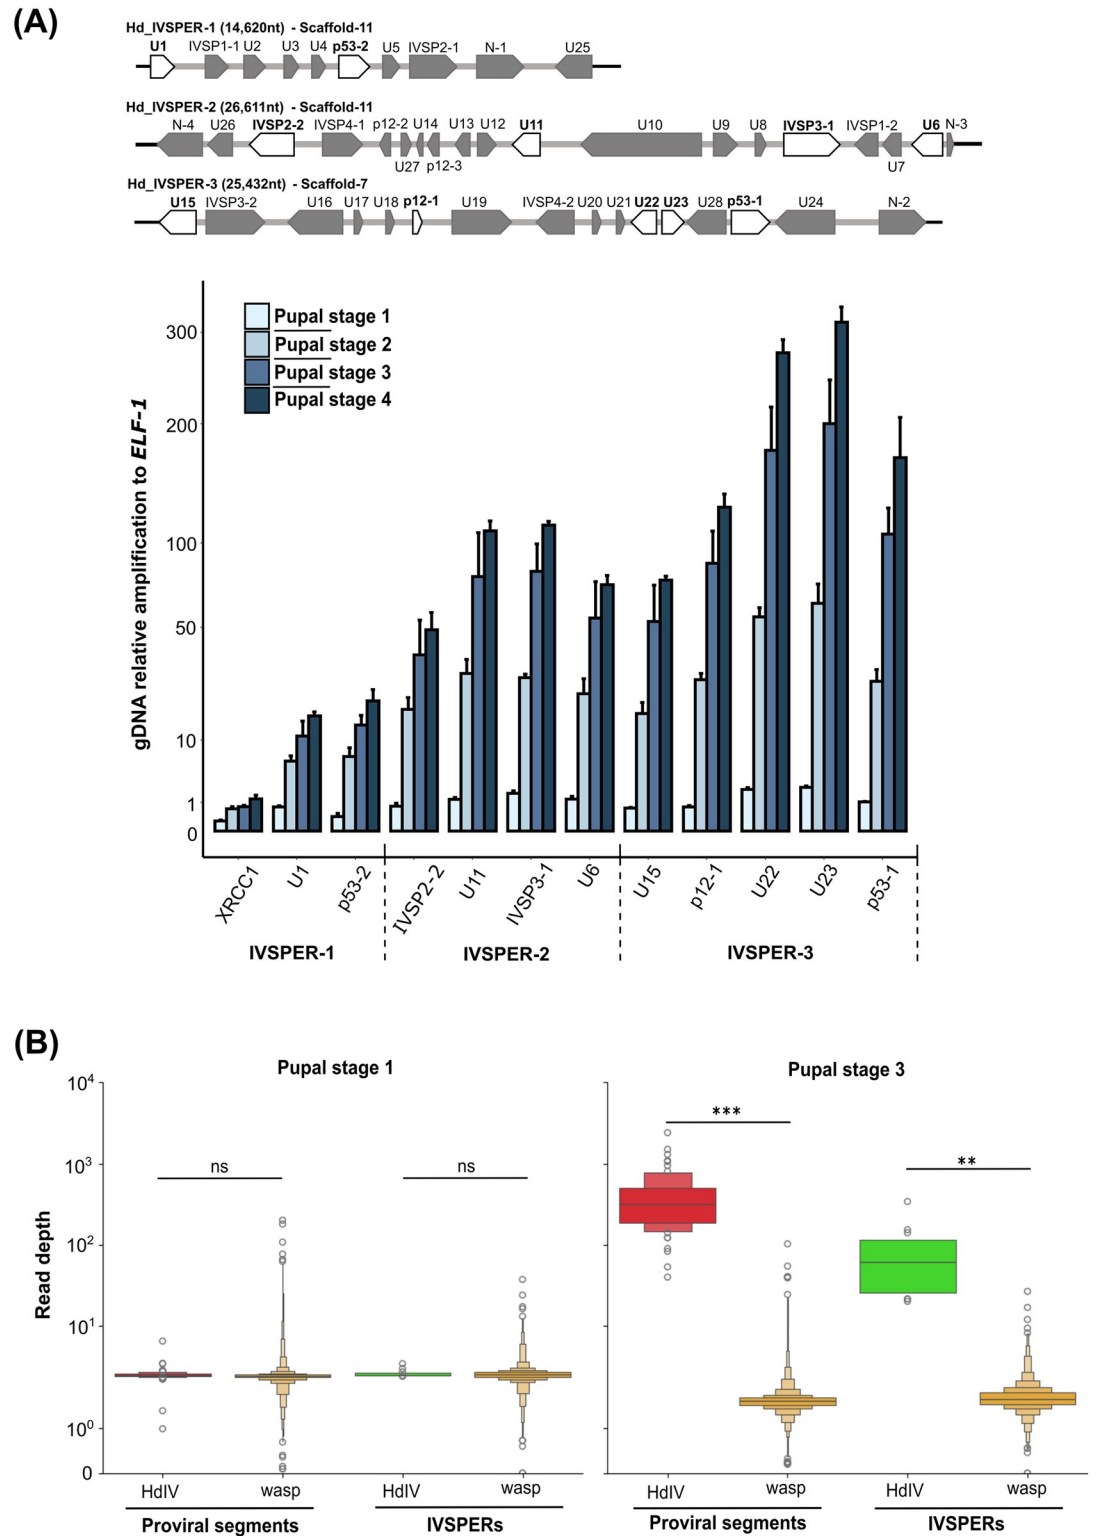 (A)
Hd_IVSPER-1 (14,620nt) - Scaffold-11
U1 IVSP1-1 U2 U3 U4 p53-2 U5 IVSP2-1 N-1 U25
Hd_IVSPER-2 (26,611nt) - Scaffold-11
N-4 U26 IVSP2-2 IVSP4-1 p12-2 U14 U13 U12 U11 U10 U9 U8 IVSP3-1 IVSP1-2 U6 N-3
U27 p12-3 U7
Hd_IVSPER-3 (25,432nt) - Scaffold-7
U15 IVSP3-2 U16 U17 U18 p12-1 U19 IVSP4-2 U20 U21 U22 U23 U28 p53-1 U24 N-2
gDNA relative amplification to ELF-1
300
200
100
50
10
1
0
Pupal stage 1
Pupal stage 2
Pupal stage 3
Pupal stage 4
XRCC1 U1 p53-2 IVSP2-2 U11 IVSP3-1 U6 U15 p12-1 U22 U23 p53-1
IVSPER-1 IVSPER-2 IVSPER-3
(B)
Pupal stage 1 Pupal stage 3
Read depth
10⁴
10³
10²
10¹
10⁰
0
ns ns *** **
HdIV wasp HdIV wasp HdIV wasp HdIV wasp
Proviral segments IVSPERs Proviral segments IVSPERs